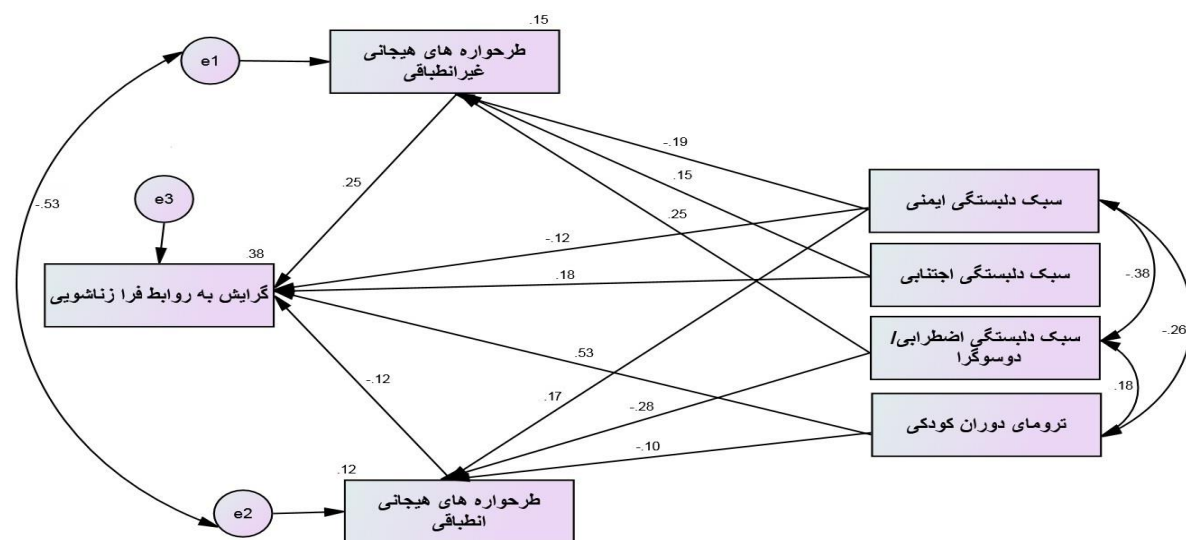 .15
طرحواره های هیجانی
غیرانطباقی
e1
-.19
.15
.25
سبک دلبستگی ایمنی
-.53
e3
.25
-.12
.38
.18
گرایش به روابط فرا زناشویی
سبک دلبستگی اجتنابی
-.38
سبک دلبستگی اضطرابی/
دوسوگرا
-.26
.53
.18
-.12
.17
-.28
ترومای دوران کودکی
-.10
.12
طرحواره های هیجانی
انطباقی
e2